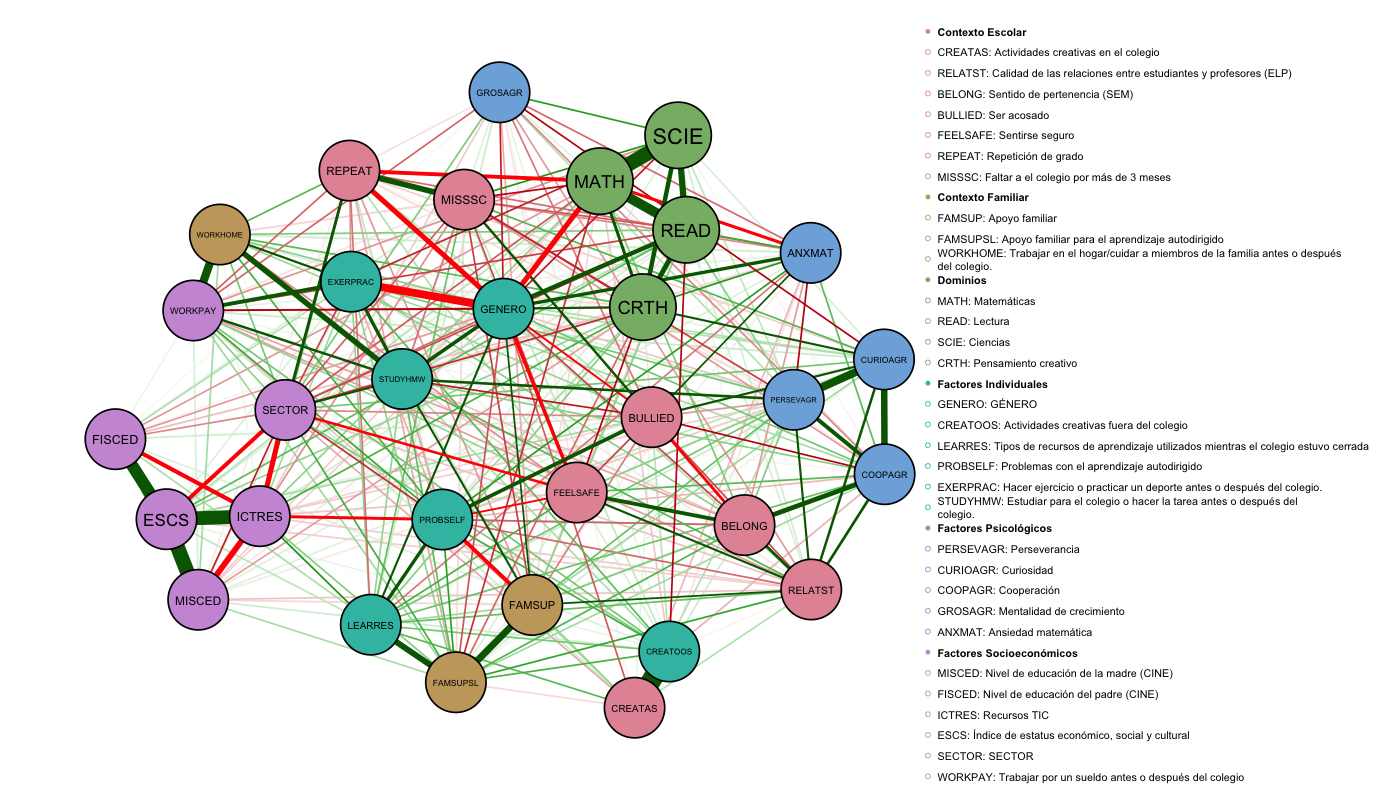 GROSAGR
SCIE
REPEAT
MATH
MISSSC
READ
WORKHOME
ANXMAT
EXERPRAC
WORKPAY
GENERO
CRTH
CURIOAGR
STUDYHMW
PERSEVAGR
SECTOR
BULLIED
FISCED
COOPAGR
FEELSAFE
ESCS
ICTRES
PROBSELF
BELONG
MISCED
RELATST
FAMSUP
LEARRES
CREATOOS
FAMSUPSL
CREATAS
Contexto Escolar
CREATAS: Actividades creativas en el colegio
RELATST: Calidad de las relaciones entre estudiantes y profesores (ELP)
BELONG: Sentido de pertenencia (SEM)
BULLIED: Ser acosado
FEELSAFE: Sentirse seguro
REPEAT: Repetición de grado
MISSSC: Faltar a el colegio por más de 3 meses
Contexto Familiar
FAMSUP: Apoyo familiar
FAMSUPSL: Apoyo familiar para el aprendizaje autodirigido
WORKHOME: Trabajar en el hogar/cuidar a miembros de la familia antes o después
del colegio.
Dominios
MATH: Matemáticas
READ: Lectura
SCIE: Ciencias
CRTH: Pensamiento creativo
Factores Individuales
GENERO: GÉNERO
CREATOOS: Actividades creativas fuera del colegio
LEARRES: Tipos de recursos de aprendizaje utilizados mientras el colegio estuvo cerrada
PROBSELF: Problemas con el aprendizaje autodirigido
EXERPRAC: Hacer ejercicio o practicar un deporte antes o después del colegio.
STUDYHMW: Estudiar para el colegio o hacer la tarea antes o después del
colegio.
Factores Psicológicos
PERSEVAGR: Perseverancia
CURIOAGR: Curiosidad
COOPAGR: Cooperación
GROSAGR: Mentalidad de crecimiento
ANXMAT: Ansiedad matemática
Factores Socioeconómicos
MISCED: Nivel de educación de la madre (CINE)
FISCED: Nivel de educación del padre (CINE)
ICTRES: Recursos TIC
ESCS: Índice de estatus económico, social y cultural
SECTOR: SECTOR
WORKPAY: Trabajar por un sueldo antes o después del colegio